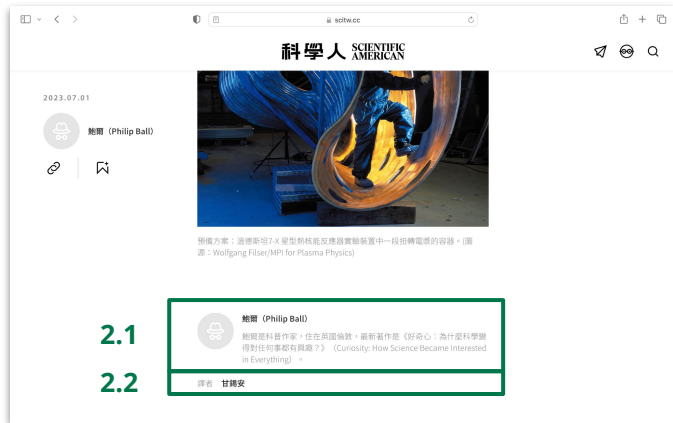 scitw.cc
科學人 SCIENTIFIC AMERICAN
2023.07.01
鮑爾（Philip Ball）
預備方案：溫德斯坦7-X 星型熱核能反應器實驗裝置中一段扭轉電漿的容器。(圖
源：Wolfgang Filser/MPI for Plasma Physics)
2.1
鮑爾（Philip Ball）
鮑爾是科普作家，住在英國倫敦。最新著作是《好奇心：為什麼科學變
得對任何事都有興趣？》（Curiosity: How Science Became Interested
in Everything）。
2.2
譯者 甘錫安